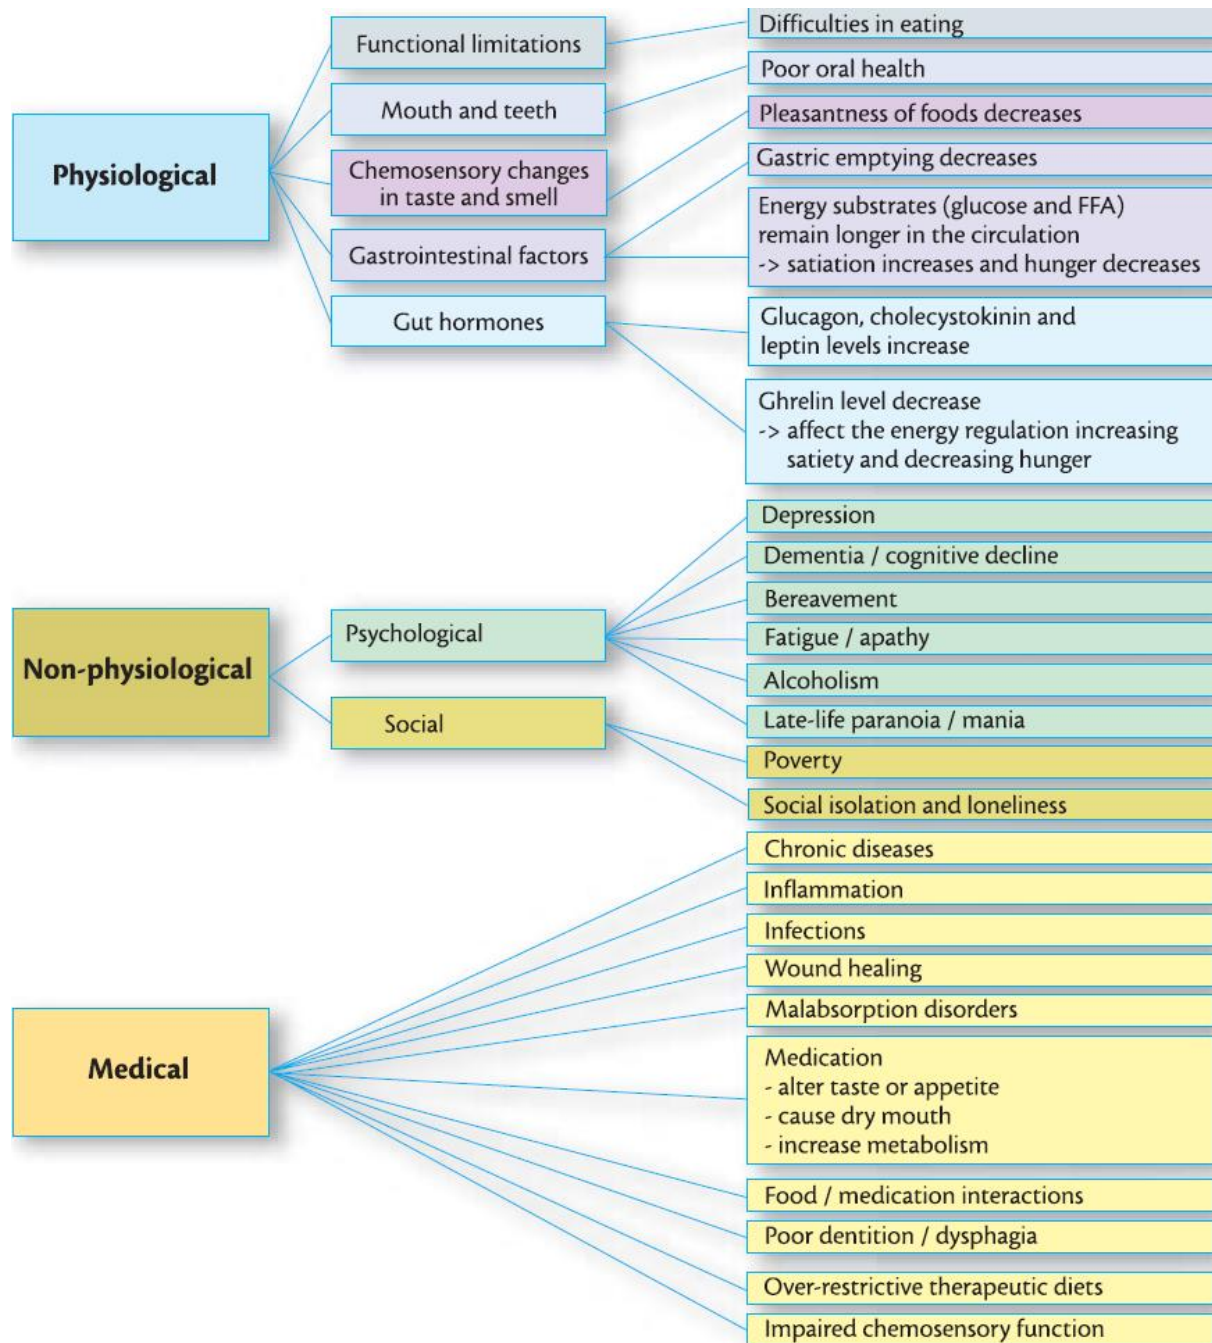 Physiological
Functional limitations
Difficulties in eating
Mouth and teeth
Poor oral health
Chemosensory changes
in taste and smell
Pleasantness of foods decreases
Gastrointestinal factors
Gastric emptying decreases
Energy substrates (glucose and FFA)
remain longer in the circulation
-> satiation increases and hunger decreases
Gut hormones
Glucagon, cholecystokinin and
leptin levels increase
Ghrelin level decrease
-> affect the energy regulation increasing
satiety and decreasing hunger
Non-physiological
Psychological
Depression
Dementia / cognitive decline
Bereavement
Fatigue / apathy
Alcoholism
Late-life paranoia / mania
Social
Poverty
Social isolation and loneliness
Medical
Chronic diseases
Inflammation
Infections
Wound healing
Malabsorption disorders
Medication
- alter taste or appetite
- cause dry mouth
- increase metabolism
Food / medication interactions
Poor dentition / dysphagia
Over-restrictive therapeutic diets
Impaired chemosensory function